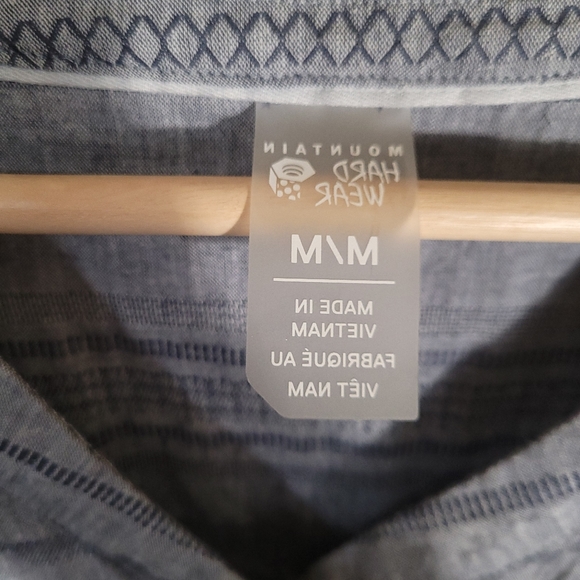 MOUNTAIN
HARD
WEAR
M/M
MADE IN
VIETNAM
FABRIQUÉ AU
VIÊT NAM